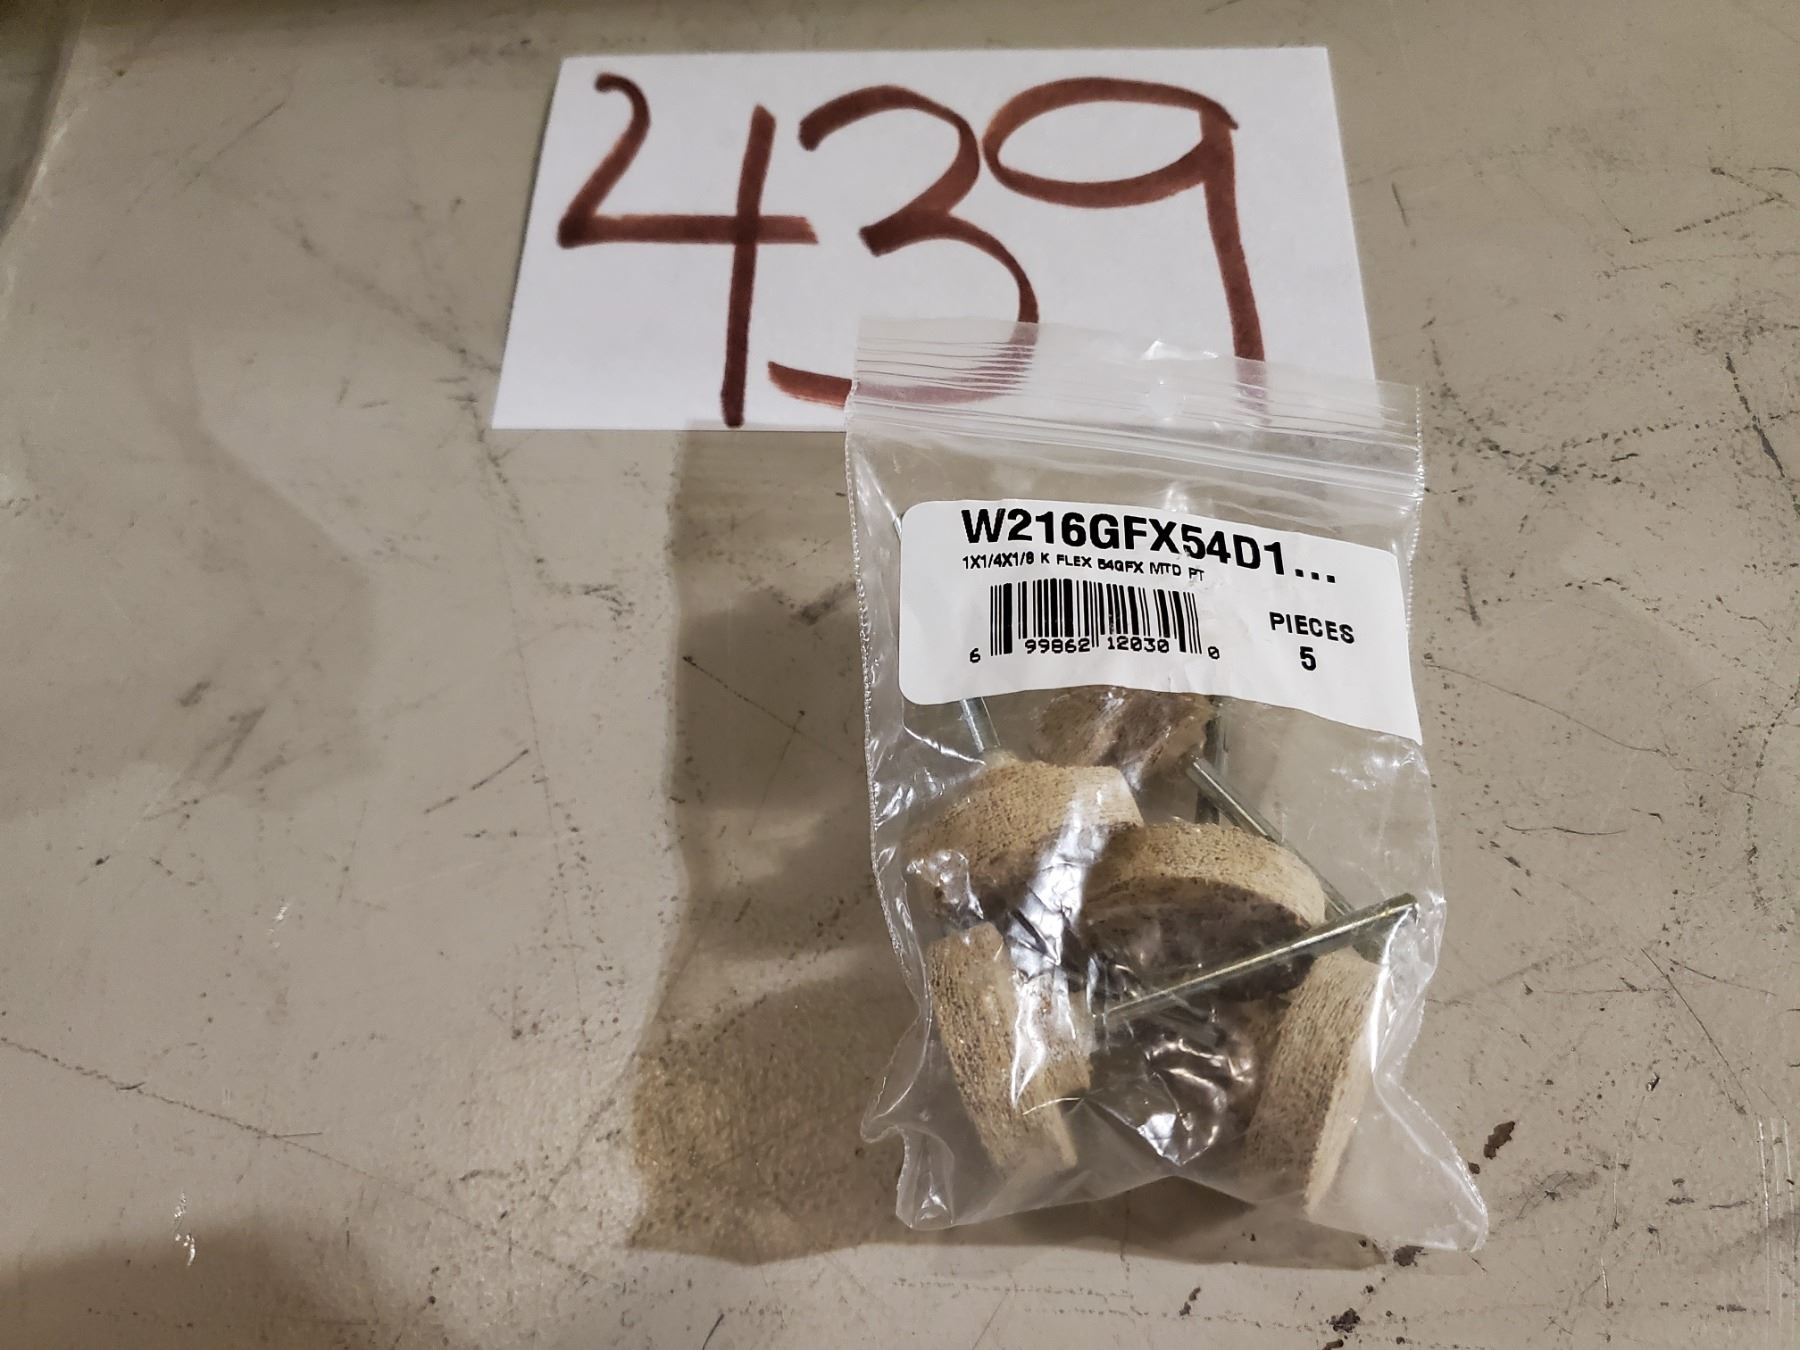 439
W216GFX54D1...
1X1/4X1/8 K FLEX 54GFX MTD PT
PIECES
5
6 99862 12030 0